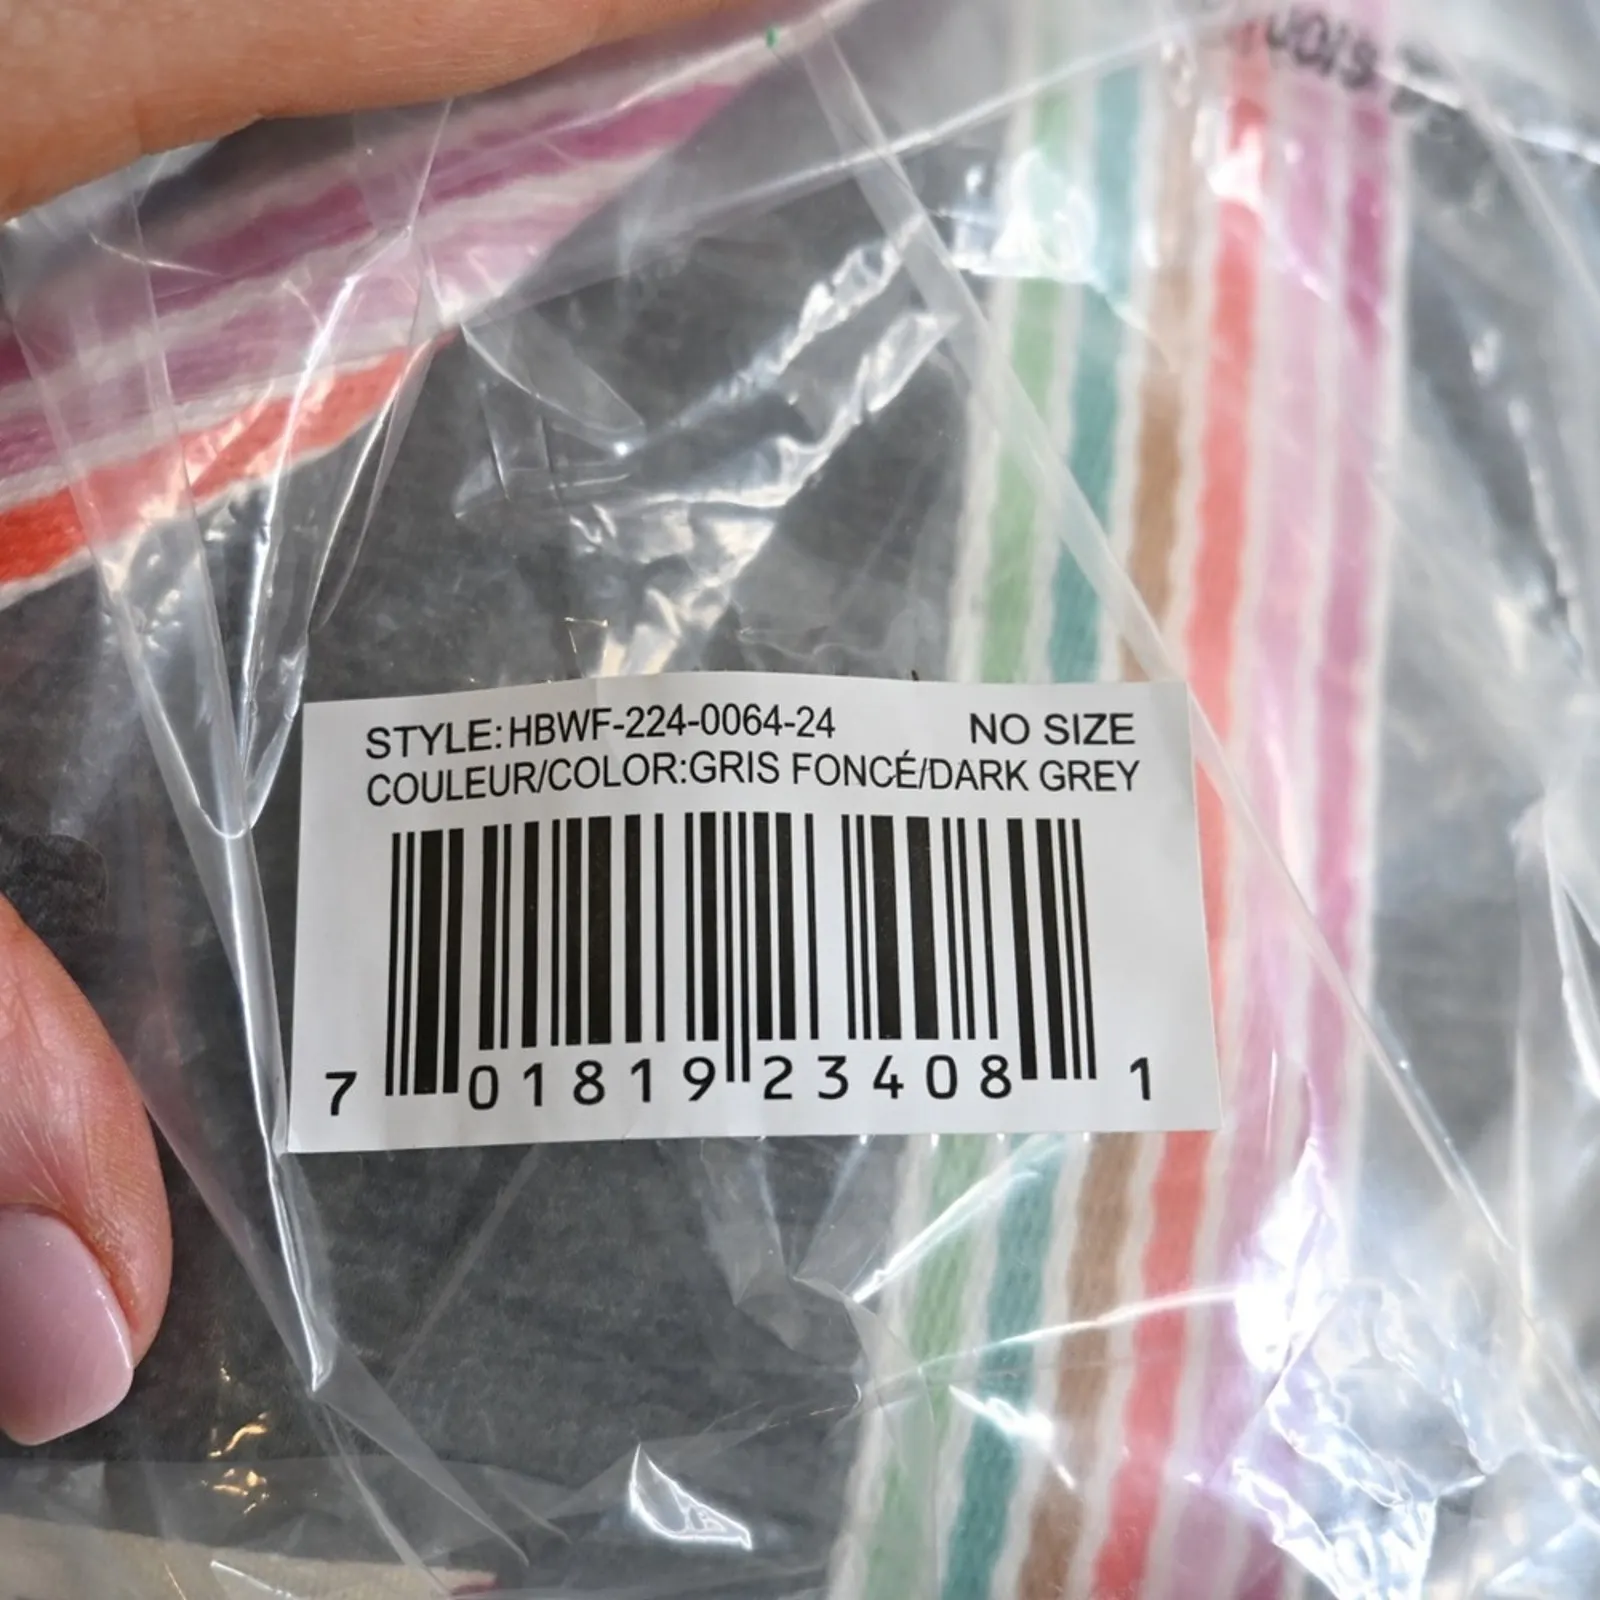 STYLE:HBWF-224-0064-24 NO SIZE
COULEUR/COLOR:GRIS FONCÉ/DARK GREY
7 01819 23408 1